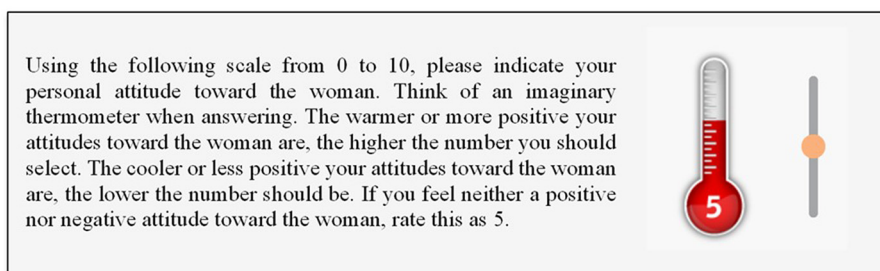 Using the following scale from 0 to 10, please indicate your
personal attitude toward the woman. Think of an imaginary
thermometer when answering. The warmer or more positive your
attitudes toward the woman are, the higher the number you should
select. The cooler or less positive your attitudes toward the woman
are, the lower the number should be. If you feel neither a positive
nor negative attitude toward the woman, rate this as 5.
5